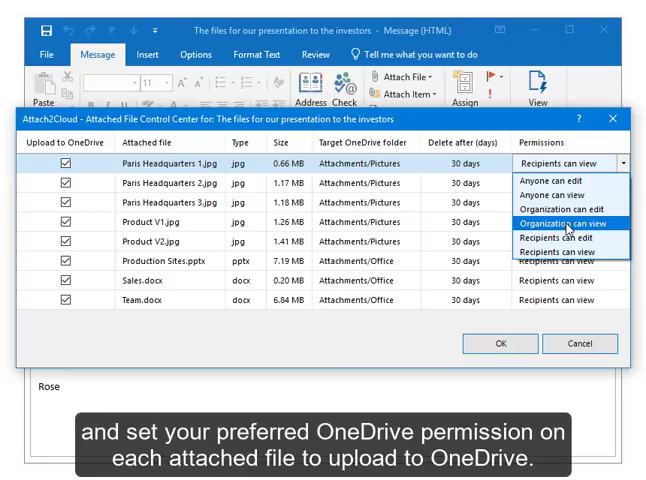 The files for our presentation to the investors - Message (HTML)
File Message Insert Options Format Text Review Tell me what you want to do
11 A A Attach File
Attach Item
Paste B I U Address Check Assign View
Attach2Cloud - Attached File Control Center for: The files for our presentation to the investors ?
Upload to OneDrive Attached file Type Size Target OneDrive folder Delete after (days) Permissions
Paris Headquarters 1.jpg jpg 0.66 MB Attachments/Pictures 30 days Recipients can view
Paris Headquarters 2.jpg jpg 1.17 MB Attachments/Pictures 30 days
Paris Headquarters 3.jpg jpg 1.18 MB Attachments/Pictures 30 days
Product V1.jpg jpg 1.26 MB Attachments/Pictures 30 days
Product V2.jpg jpg 1.41 MB Attachments/Pictures 30 days
Production Sites.pptx pptx 7.19 MB Attachments/Office 30 days Recipients can view
Sales.docx docx 0.20 MB Attachments/Office 30 days Recipients can view
Team.docx docx 6.84 MB Attachments/Office 30 days Recipients can view
Anyone can edit
Anyone can view
Organization can edit
Organization can view
Recipients can edit
Recipients can view
OK Cancel
Rose
and set your preferred OneDrive permission on
each attached file to upload to OneDrive.